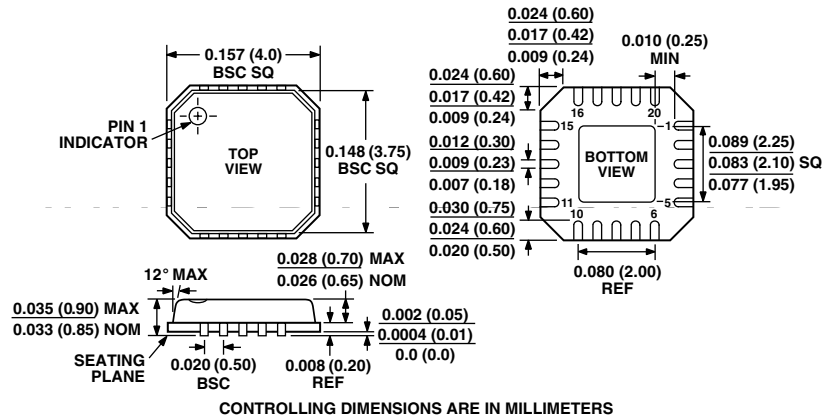 0.157 (4.0)
BSC SQ
PIN 1
INDICATOR
TOP
VIEW
0.148 (3.75)
BSC SQ
0.024 (0.60)
0.017 (0.42)
0.009 (0.24)
0.010 (0.25)
MIN
0.024 (0.60)
0.017 (0.42)
0.009 (0.24)
16
20
15
1
0.012 (0.30)
0.009 (0.23)
0.007 (0.18)
BOTTOM
VIEW
0.089 (2.25)
0.083 (2.10) SQ
0.077 (1.95)
11
5
10
6
0.030 (0.75)
0.024 (0.60)
0.020 (0.50)
0.080 (2.00)
REF
12° MAX
0.028 (0.70) MAX
0.026 (0.65) NOM
0.035 (0.90) MAX
0.033 (0.85) NOM
0.002 (0.05)
0.0004 (0.01)
0.0 (0.0)
SEATING
PLANE
0.020 (0.50)
BSC
0.008 (0.20)
REF
CONTROLLING DIMENSIONS ARE IN MILLIMETERS